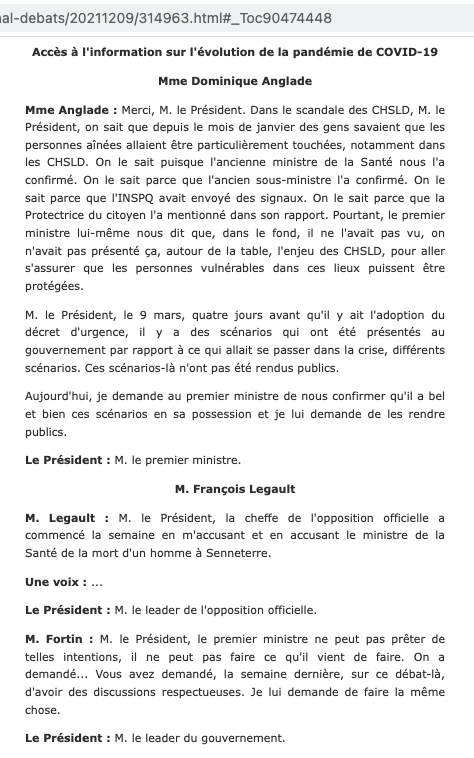 al-debats/20211209/314963.html#_Toc90474448
Accès à l'information sur l'évolution de la pandémie de COVID-19
Mme Dominique Anglade
Mme Anglade : Merci, M. le Président. Dans le scandale des CHSLD, M. le
Président, on sait que depuis le mois de janvier des gens savaient que les
personnes aînées allaient être particulièrement touchées, notamment dans
les CHSLD. On le sait puisque l'ancienne ministre de la Santé nous l'a
confirmé. On le sait parce que l'ancien sous-ministre l'a confirmé. On le
sait parce que l'INSPQ avait envoyé des signaux. On le sait parce que la
Protectrice du citoyen l'a mentionné dans son rapport. Pourtant, le premier
ministre lui-même nous dit que, dans le fond, il ne l'avait pas vu, on
n'avait pas présenté ça, autour de la table, l'enjeu des CHSLD, pour aller
s'assurer que les personnes vulnérables dans ces lieux puissent être
protégées.
M. le Président, le 9 mars, quatre jours avant qu'il y ait l'adoption du
décret d'urgence, il y a des scénarios qui ont été présentés au
gouvernement par rapport à ce qui allait se passer dans la crise, différents
scénarios. Ces scénarios-là n'ont pas été rendus publics.
Aujourd'hui, je demande au premier ministre de nous confirmer qu'il a bel
et bien ces scénarios en sa possession et je lui demande de les rendre
publics.
Le Président : M. le premier ministre.
M. François Legault
M. Legault : M. le Président, la cheffe de l'opposition officielle a
commencé la semaine en m'accusant et en accusant le ministre de la
Santé de la mort d'un homme à Senneterre.
Une voix : ...
Le Président : M. le leader de l'opposition officielle.
M. Fortin : M. le Président, le premier ministre ne peut pas prêter de
telles intentions, il ne peut pas faire ce qu'il vient de faire. On a
demandé... Vous avez demandé, la semaine dernière, sur ce débat-là,
d'avoir des discussions respectueuses. Je lui demande de faire la même
chose.
Le Président : M. le leader du gouvernement.